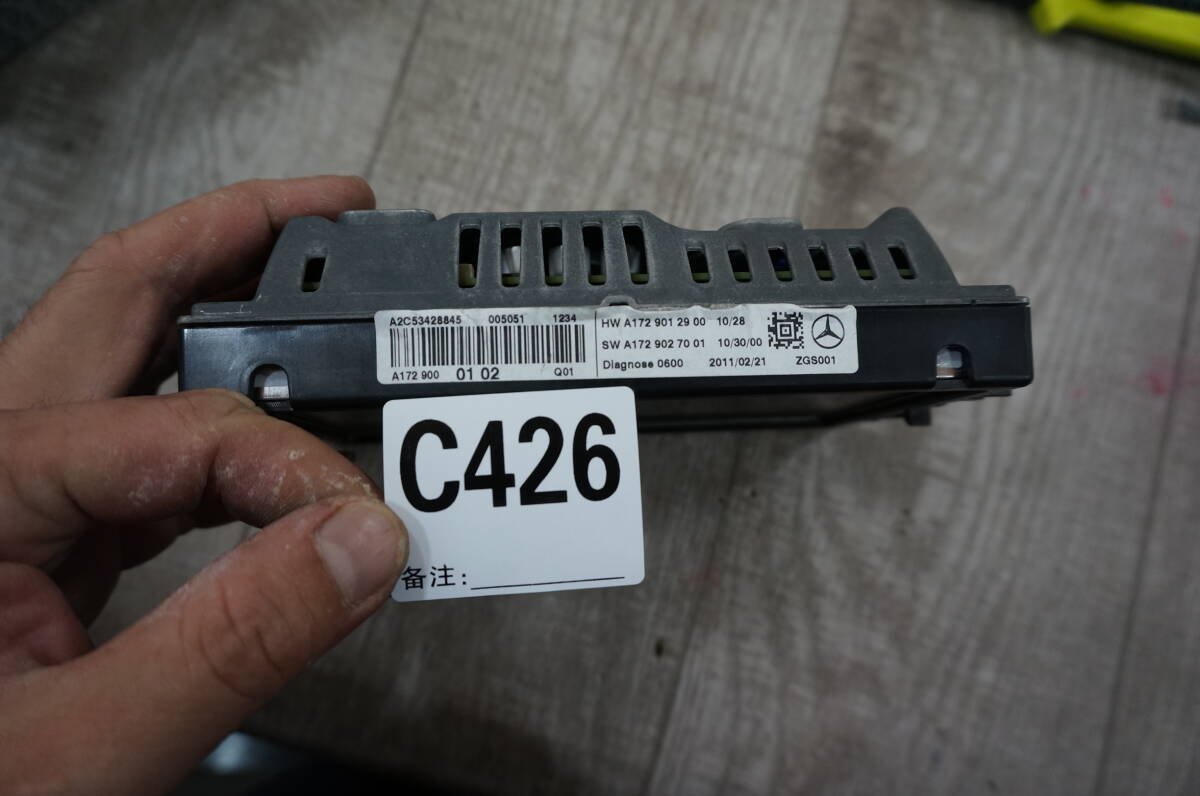 A2C53428845 005051 1234
A172 900 01 02 Q01
HW A172 901 29 00 10/28
SW A172 902 70 01 10/30/00
Diagnose 0600 2011/02/21 ZGS001
C426
备注: